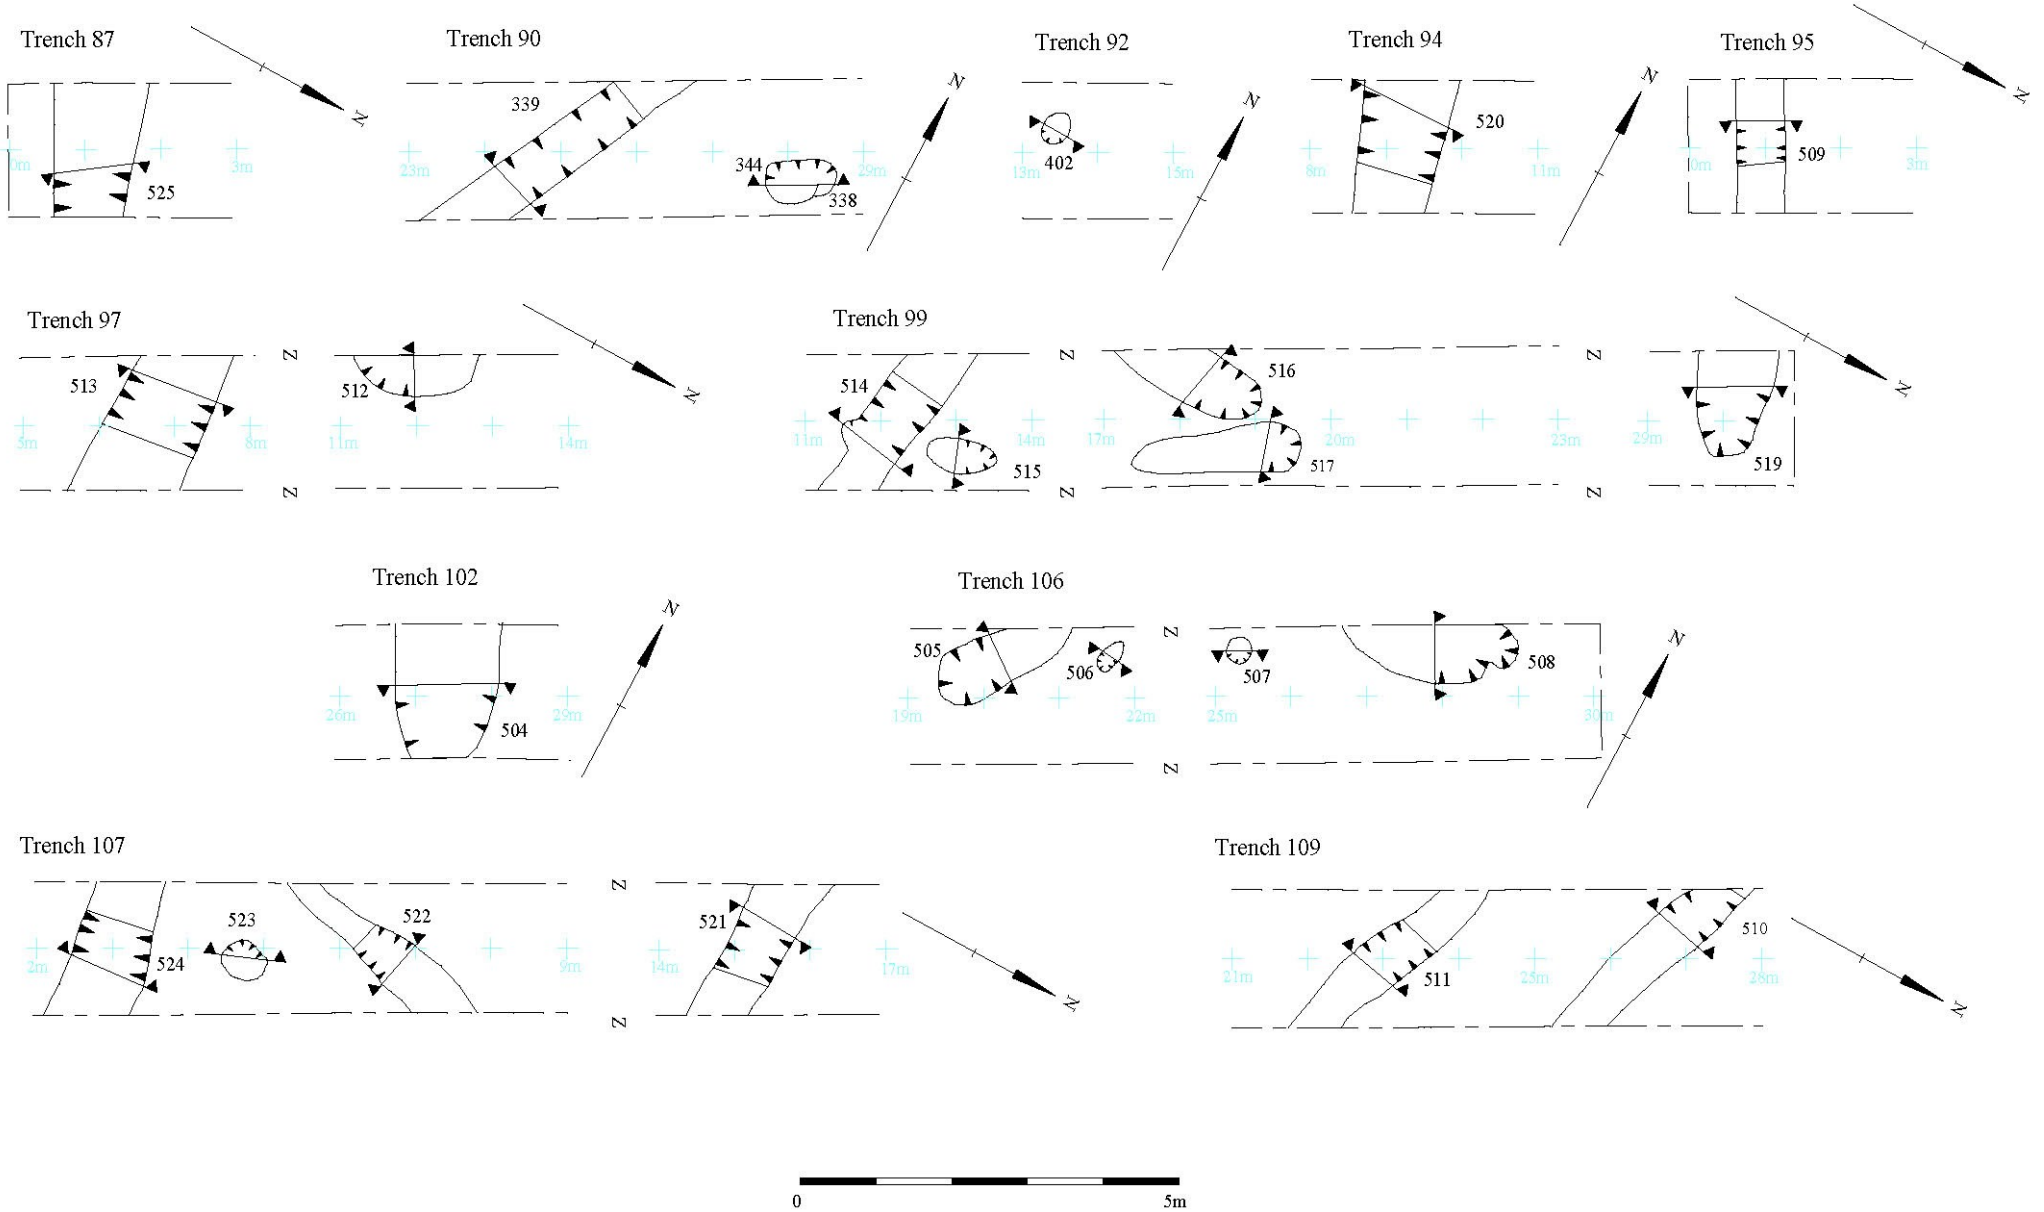 Trench 87
Trench 90
Trench 92
Trench 94
Trench 95
N
N
N
N
N
339
344
338
402
520
509
525
0m
3m
23m
29m
13m
15m
8m
11m
0m
3m
Trench 97
Trench 99
Z
Z
Z
N
N
513
512
514
515
516
517
519
5m
8m
11m
14m
11m
14m
17m
20m
23m
29m
Z
Z
Z
Trench 102
Trench 106
N
N
Z
504
505
506
507
508
26m
29m
19m
22m
25m
30m
Z
Trench 107
Trench 109
Z
524
523
522
521
511
510
2m
9m
14m
17m
21m
25m
28m
N
N
Z
0
5m